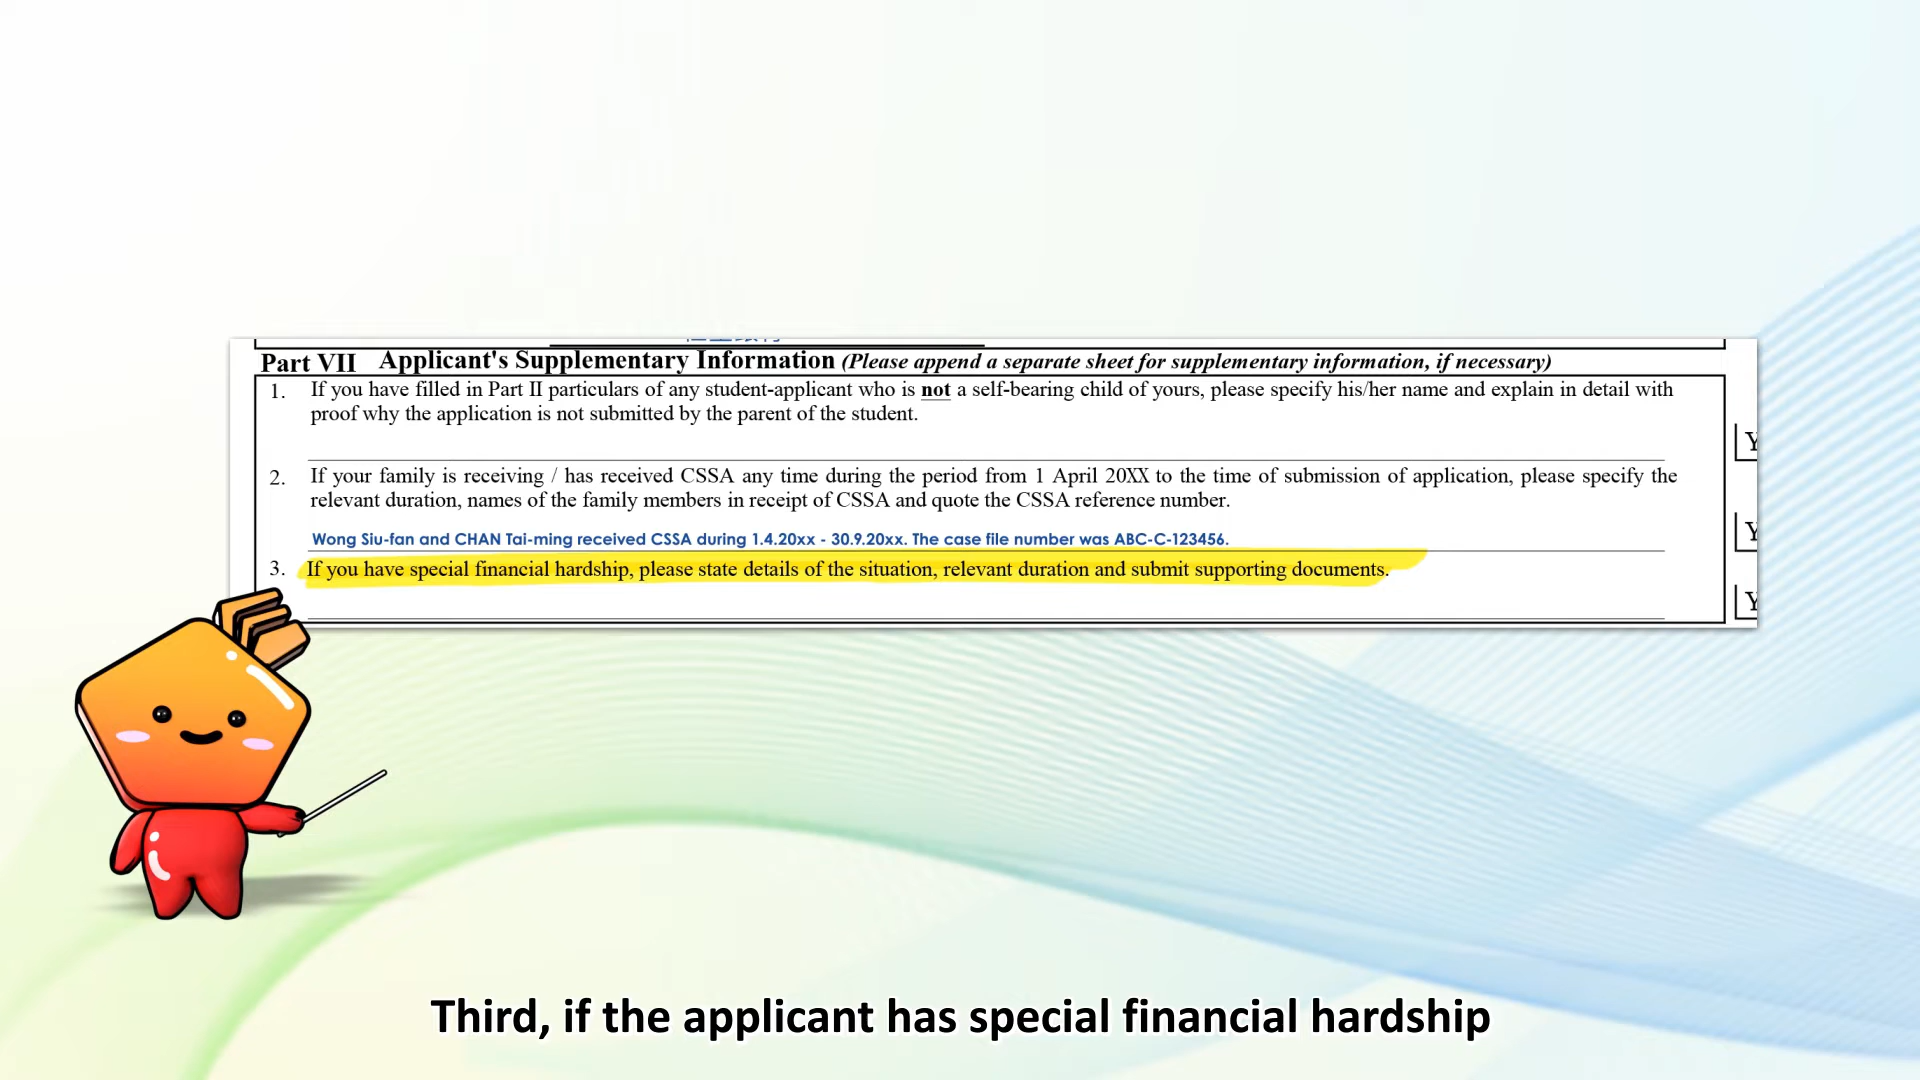 Part VII Applicant's Supplementary Information (Please append a separate sheet for supplementary information, if necessary)
1. If you have filled in Part II particulars of any student-applicant who is not a self-bearing child of yours, please specify his/her name and explain in detail with
proof why the application is not submitted by the parent of the student.
2. If your family is receiving / has received CSSA any time during the period from 1 April 20XX to the time of submission of application, please specify the
relevant duration, names of the family members in receipt of CSSA and quote the CSSA reference number.
Wong Siu-fan and CHAN Tai-ming received CSSA during 1.4.20xx - 30.9.20xx. The case file number was ABC-C-123456.
3. If you have special financial hardship, please state details of the situation, relevant duration and submit supporting documents.
Third, if the applicant has special financial hardship